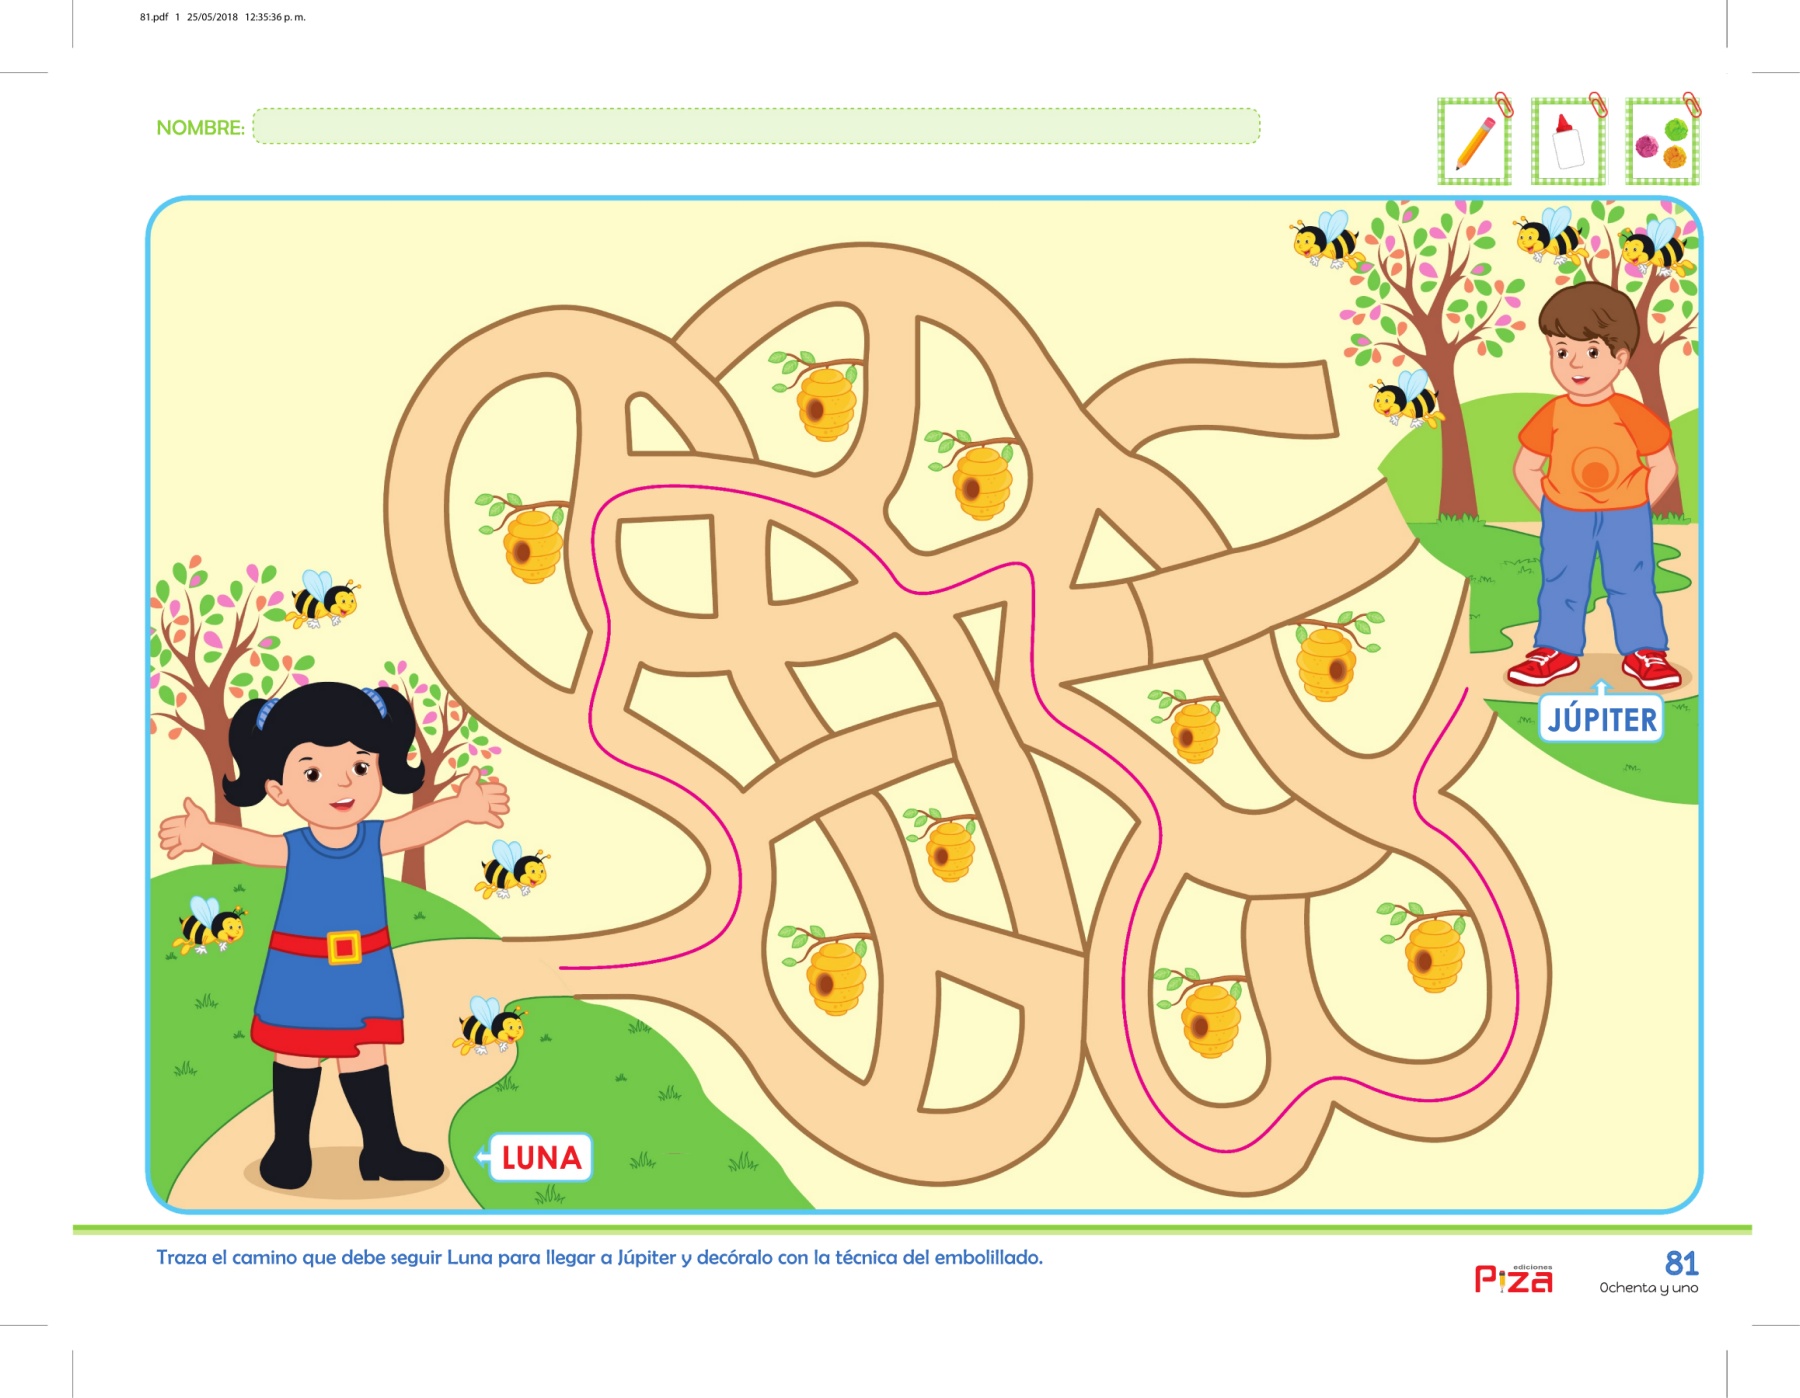 81.pdf 1 25/05/2018 12:35:36 p. m.
NOMBRE:
JÚPITER
LUNA
Traza el camino que debe seguir Luna para llegar a Júpiter y decóralo con la técnica del embolillado.
ediciones
Piza
81
Ochenta y uno